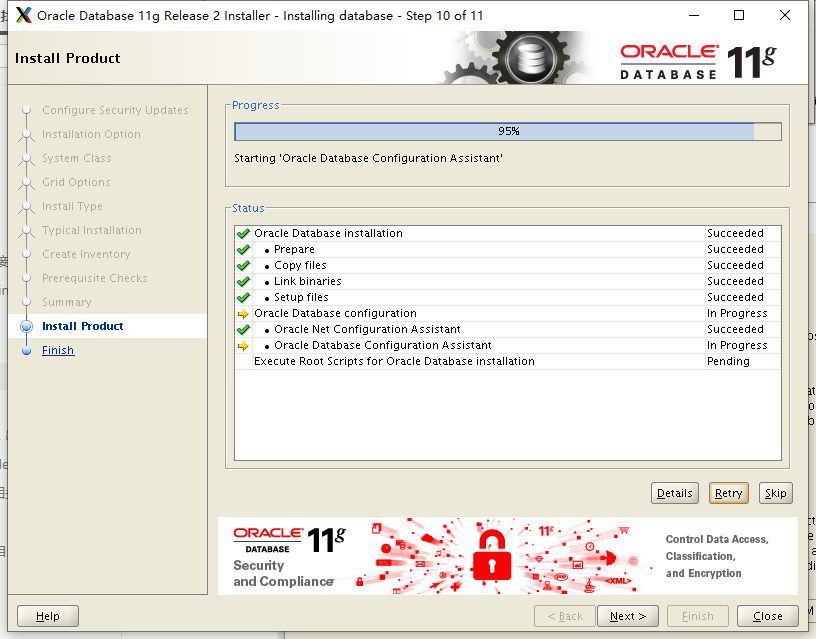 Oracle Database 11g Release 2 Installer - Installing database - Step 10 of 11
Install Product
ORACLE
DATABASE
11g
Configure Security Updates
Installation Option
System Class
Grid Options
Install Type
Typical Installation
Create Inventory
Prerequisite Checks
Summary
Install Product
Finish
Progress
95%
Starting 'Oracle Database Configuration Assistant'
Status
Oracle Database installation Succeeded
• Prepare Succeeded
• Copy files Succeeded
• Link binaries Succeeded
• Setup files Succeeded
Oracle Database configuration In Progress
• Oracle Net Configuration Assistant Succeeded
• Oracle Database Configuration Assistant In Progress
Execute Root Scripts for Oracle Database installation Pending
Details Retry Skip
ORACLE
DATABASE
11g
Security
and Compliance
11g
<XML>
Control Data Access,
Classification,
and Encryption
Help < Back Next > Finish Close